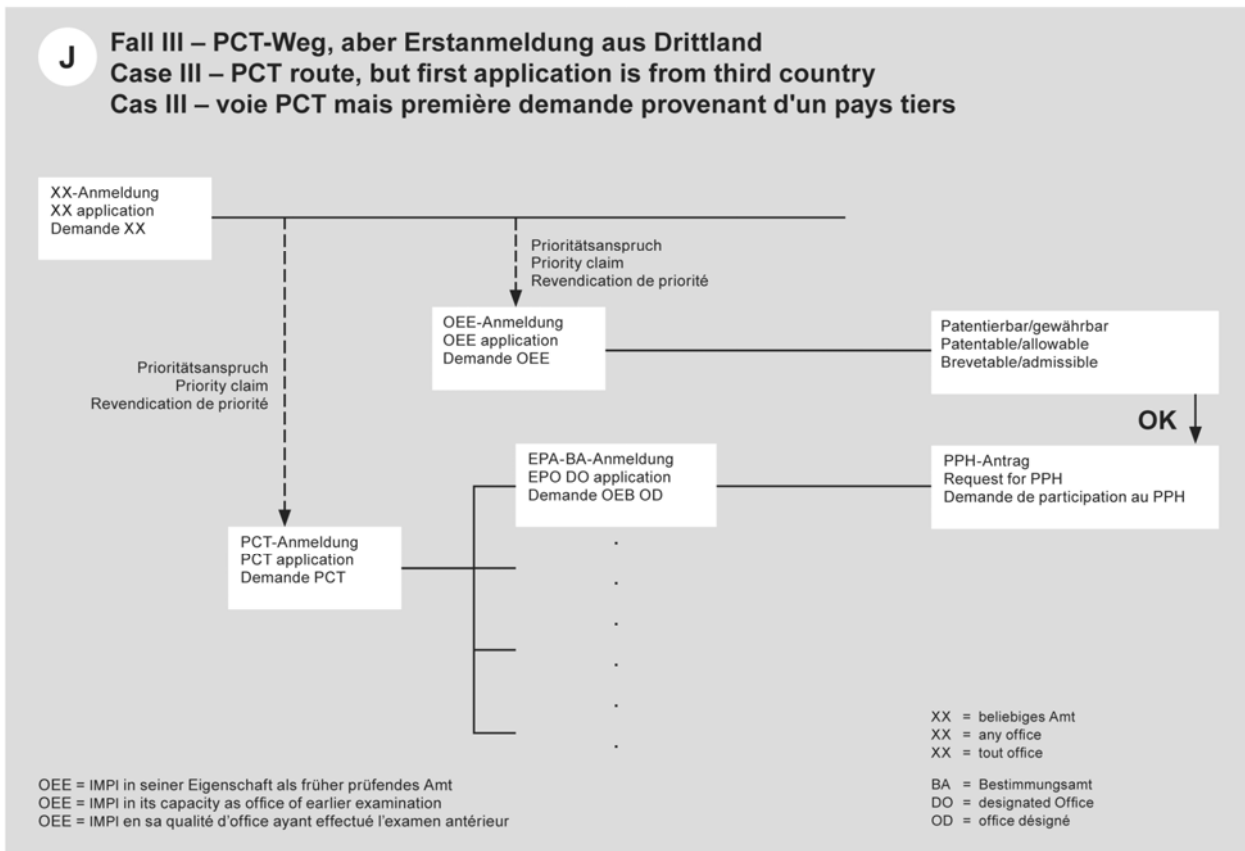 J
Fall III – PCT-Weg, aber Erstanmeldung aus Drittland
Case III – PCT route, but first application is from third country
Cas III – voie PCT mais première demande provenant d'un pays tiers
XX-Anmeldung
XX application
Demande XX
Prioritätsanspruch
Priority claim
Revendication de priorité
OEE-Anmeldung
OEE application
Demande OEE
Patentierbar/gewährbar
Patentable/allowable
Brevetable/admissible
Prioritätsanspruch
Priority claim
Revendication de priorité
OK
EPA-BA-Anmeldung
EPO DO application
Demande OEB OD
PPH-Antrag
Request for PPH
Demande de participation au PPH
PCT-Anmeldung
PCT application
Demande PCT
XX = beliebiges Amt
XX = any office
XX = tout office
BA = Bestimmungsamt
DO = designated Office
OD = office désigné
OEE = IMPI in seiner Eigenschaft als früher prüfendes Amt
OEE = IMPI in its capacity as office of earlier examination
OEE = IMPI en sa qualité d'office ayant effectué l'examen antérieur